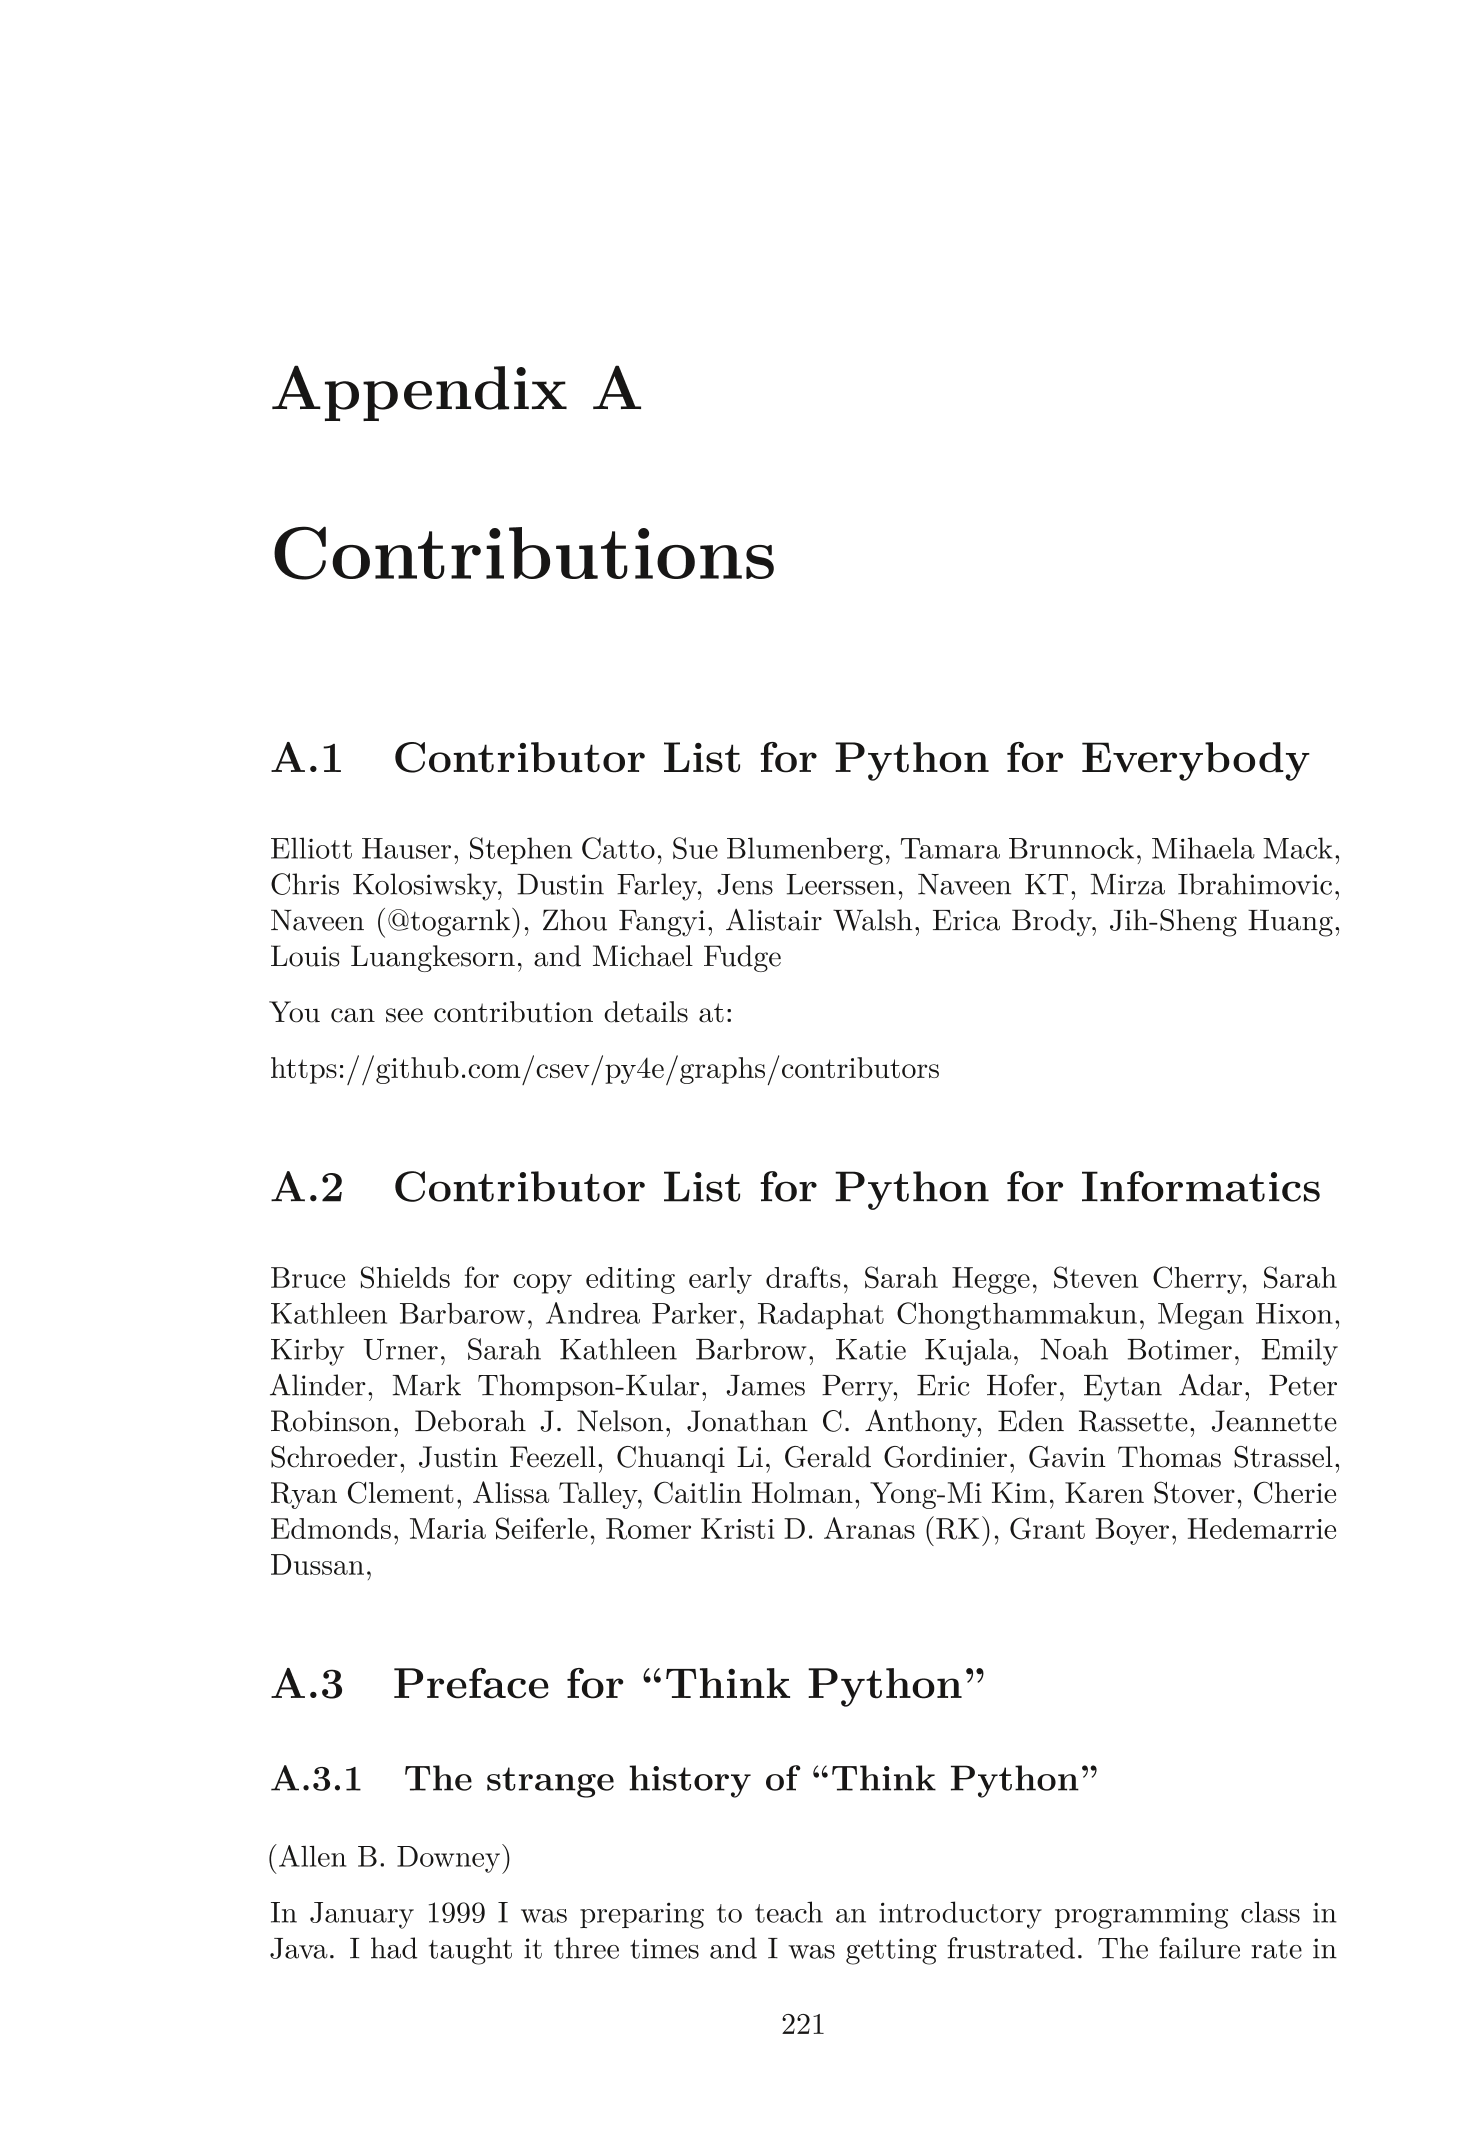 Appendix A
Contributions
A.1 Contributor List for Python for Everybody
Elliott Hauser, Stephen Catto, Sue Blumenberg, Tamara Brunnock, Mihaela Mack,
Chris Kolosiwsky, Dustin Farley, Jens Leerssen, Naveen KT, Mirza Ibrahimovic,
Naveen (@togarnk), Zhou Fangyi, Alistair Walsh, Erica Brody, Jih-Sheng Huang,
Louis Luangkesorn, and Michael Fudge
You can see contribution details at:
https://github.com/csev/py4e/graphs/contributors
A.2 Contributor List for Python for Informatics
Bruce Shields for copy editing early drafts, Sarah Hegge, Steven Cherry, Sarah
Kathleen Barbarow, Andrea Parker, Radaphat Chongthammakun, Megan Hixon,
Kirby Urner, Sarah Kathleen Barbrow, Katie Kujala, Noah Botimer, Emily
Alinder, Mark Thompson-Kular, James Perry, Eric Hofer, Eytan Adar, Peter
Robinson, Deborah J. Nelson, Jonathan C. Anthony, Eden Rassette, Jeannette
Schroeder, Justin Feezell, Chuanqi Li, Gerald Gordinier, Gavin Thomas Strassel,
Ryan Clement, Alissa Talley, Caitlin Holman, Yong-Mi Kim, Karen Stover, Cherie
Edmonds, Maria Seiferle, Romer Kristi D. Aranas (RK), Grant Boyer, Hedemarrie
Dussan,
A.3 Preface for “Think Python”
A.3.1 The strange history of “Think Python”
(Allen B. Downey)
In January 1999 I was preparing to teach an introductory programming class in
Java. I had taught it three times and I was getting frustrated. The failure rate in
221